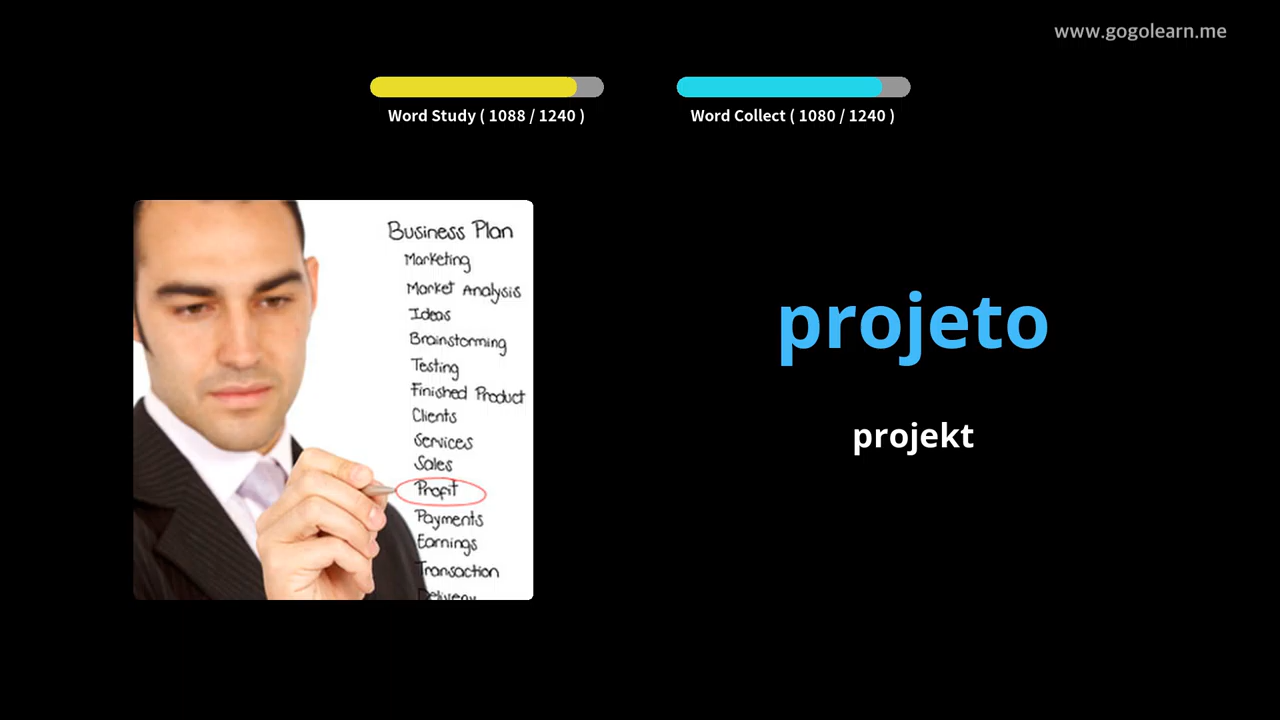 www.gogolearn.me
Word Study ( 1088 / 1240 )
Word Collect ( 1080 / 1240 )
Business Plan
Marketing
Market Analysis
Ideas
Brainstorming
Testing
Finished Product
Clients
Services
Sales
Profit
Payments
Earnings
Transaction
Delivery
projeto
projekt